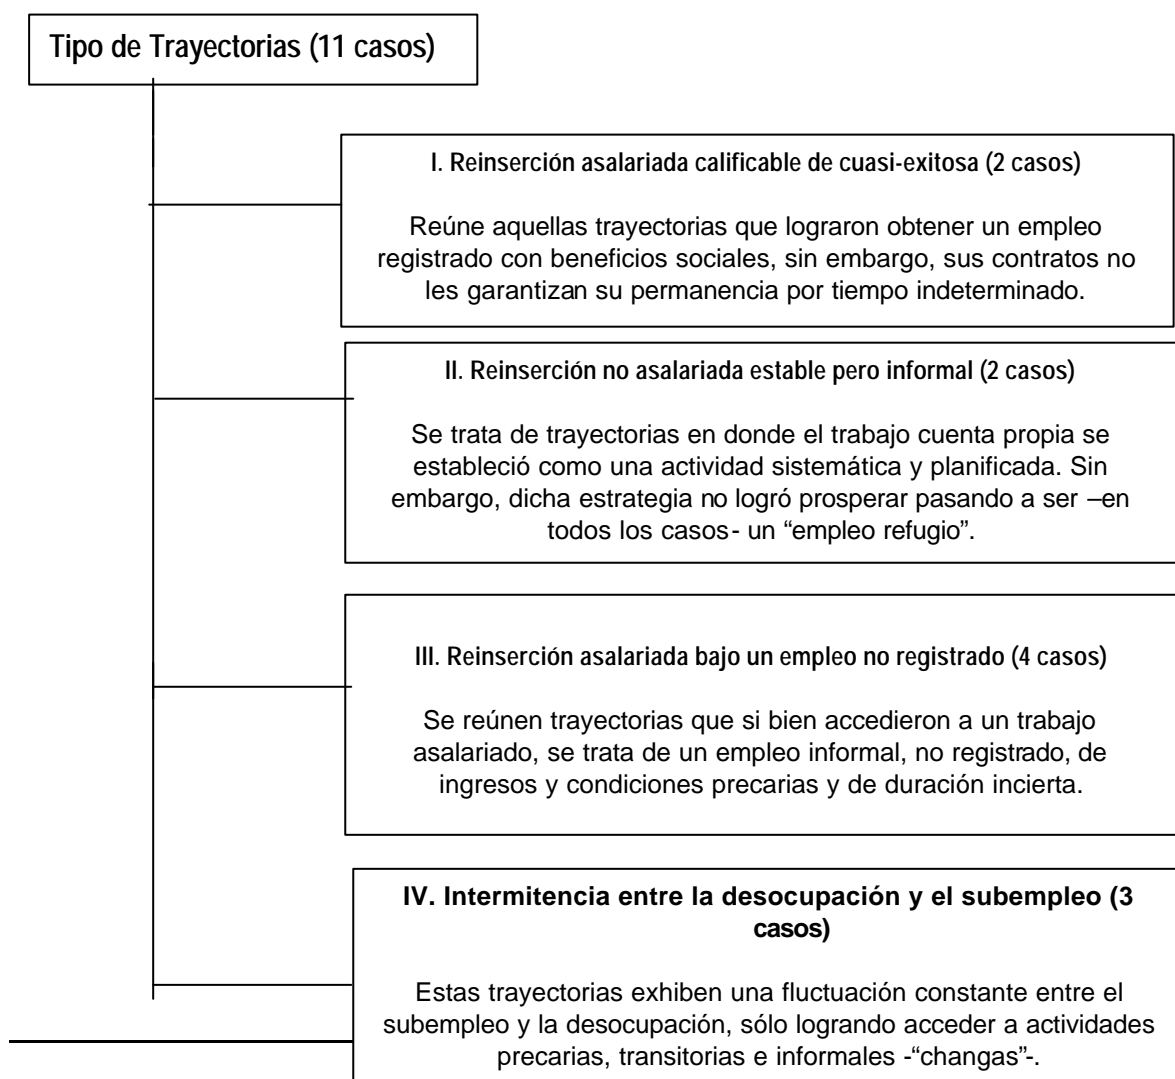 Tipo de Trayectorias (11 casos)
I. Reinserción asalariada calificable de cuasi-exitosa (2 casos)
Reúne aquellas trayectorias que lograron obtener un empleo
registrado con beneficios sociales, sin embargo, sus contratos no
les garantizan su permanencia por tiempo indeterminado.
II. Reinserción no asalariada estable pero informal (2 casos)
Se trata de trayectorias en donde el trabajo cuenta propia se
estableció como una actividad sistemática y planificada. Sin
embargo, dicha estrategia no logró prosperar pasando a ser –en
todos los casos- un “empleo refugio”.
III. Reinserción asalariada bajo un empleo no registrado (4 casos)
Se reúnen trayectorias que si bien accedieron a un trabajo
asalariado, se trata de un empleo informal, no registrado, de
ingresos y condiciones precarias y de duración incierta.
IV. Intermitencia entre la desocupación y el subempleo (3
casos)
Estas trayectorias exhiben una fluctuación constante entre el
subempleo y la desocupación, sólo logrando acceder a actividades
precarias, transitorias e informales -“changas”-.